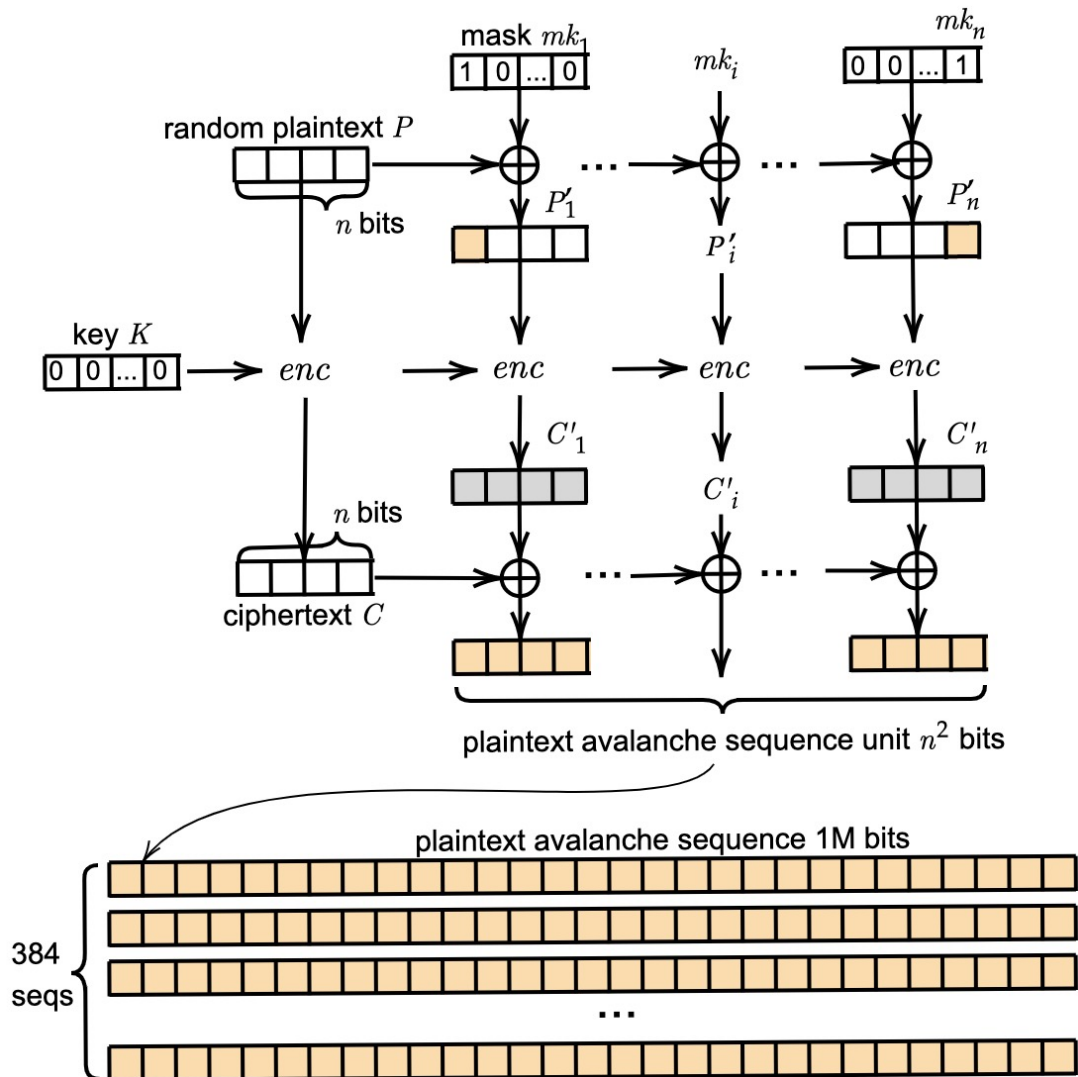 mask mk₁
1 0 ... 0
mkᵢ
mkₙ
0 0 ... 1
random plaintext P
... ...
n bits
P′₁
P′ᵢ
P′ₙ
key K
0 0 ... 0
enc enc enc enc
C′₁
C′ᵢ
C′ₙ
n bits
... ...
ciphertext C
plaintext avalanche sequence unit n² bits
plaintext avalanche sequence 1M bits
384
seqs
...